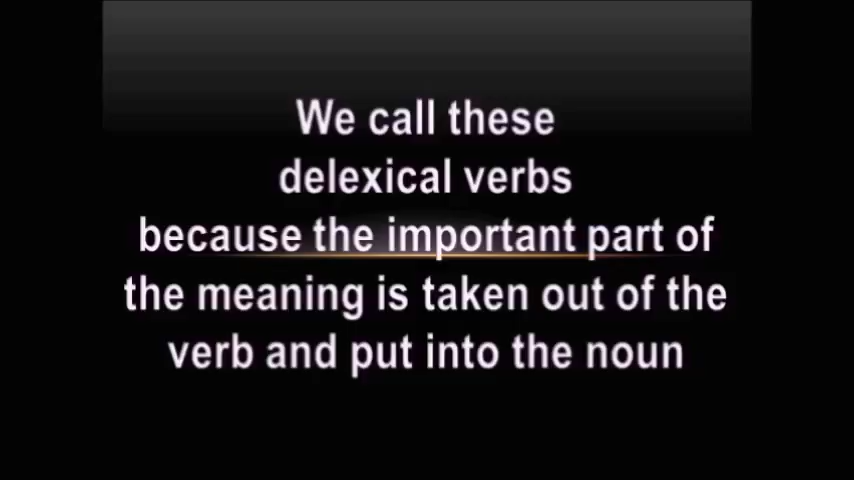 We call these
delexical verbs
because the important part of
the meaning is taken out of the
verb and put into the noun